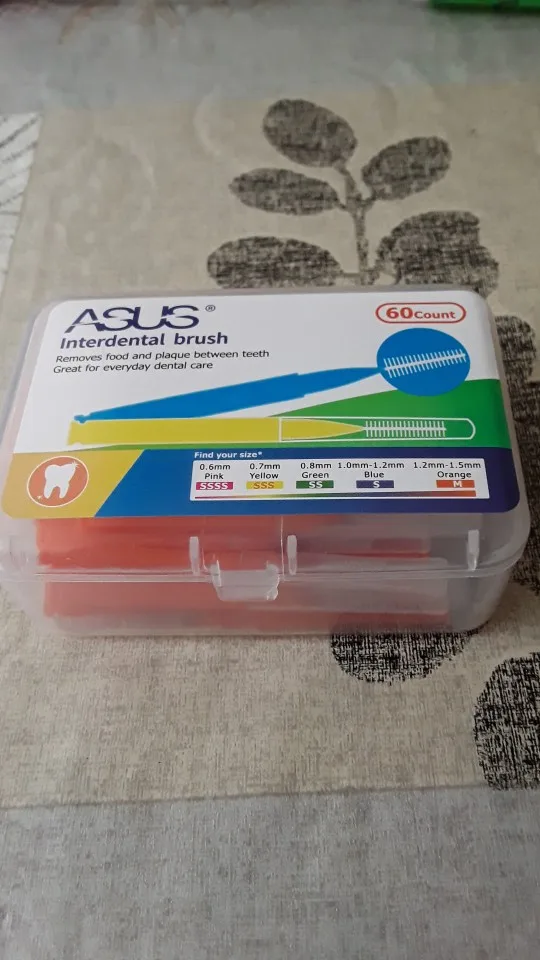 ASUS®
60Count
Interdental brush
Removes food and plaque between teeth
Great for everyday dental care
Find your size*
0.6mm 0.7mm 0.8mm 1.0mm-1.2mm 1.2mm-1.5mm
Pink Yellow Green Blue Orange
SSSS SSS SS S M